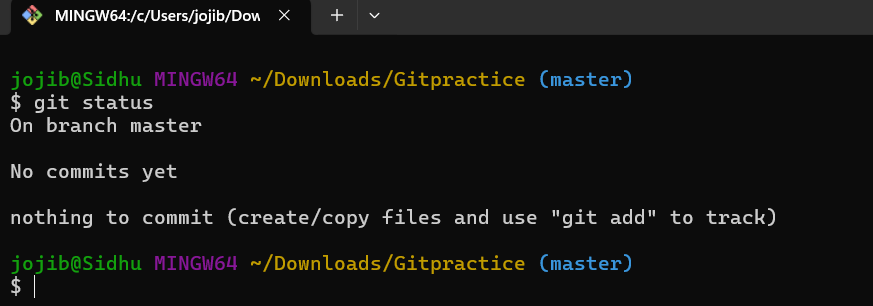 MINGW64:/c/Users/jojib/Dow
jojib@Sidhu MINGW64 ~/Downloads/Gitpractice (master)
$ git status
On branch master
No commits yet
nothing to commit (create/copy files and use "git add" to track)
jojib@Sidhu MINGW64 ~/Downloads/Gitpractice (master)
$